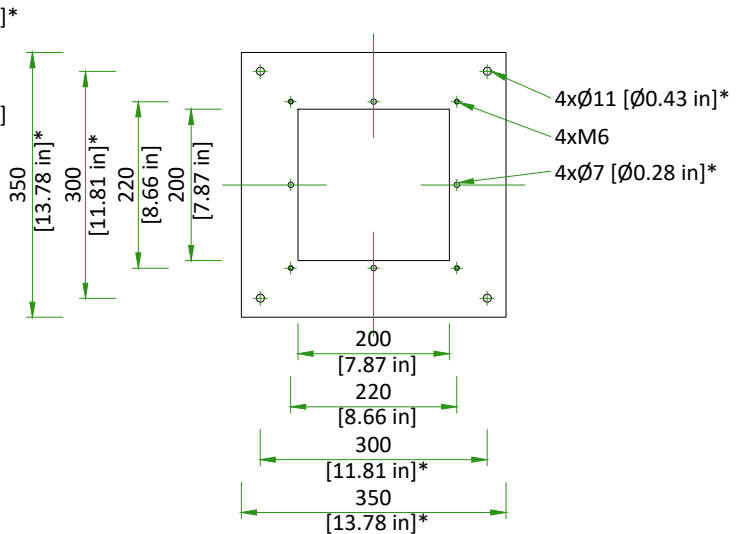 ]*
]
350
[13.78 in]*
300
[11.81 in]*
220
[8.66 in]
200
[7.87 in]
4xØ11 [Ø0.43 in]*
4xM6
4xØ7 [Ø0.28 in]*
200
[7.87 in]
220
[8.66 in]
300
[11.81 in]*
350
[13.78 in]*